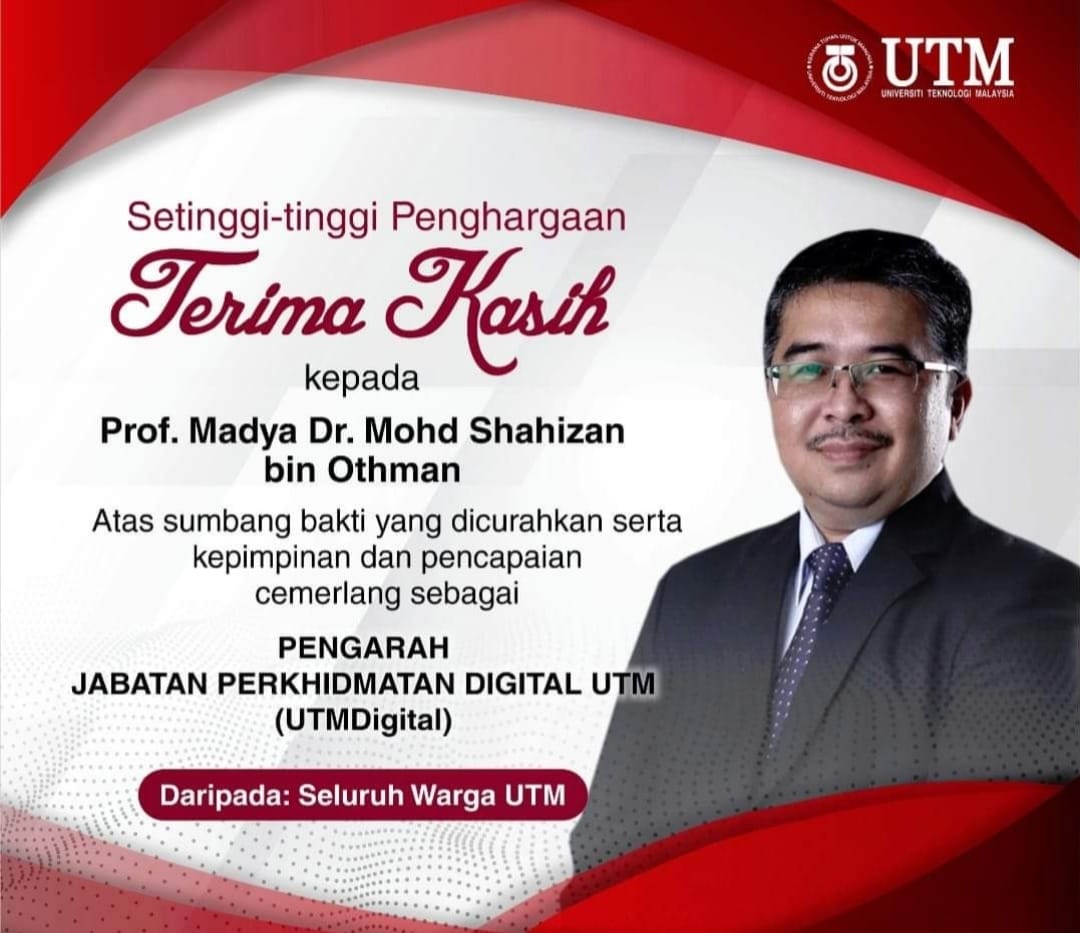 UTM
UNIVERSITI TEKNOLOGI MALAYSIA
Setinggi-tinggi Penghargaan
Terima Kasih
kepada
Prof. Madya Dr. Mohd Shahizan
bin Othman
Atas sumbang bakti yang dicurahkan serta
kepimpinan dan pencapaian
cemerlang sebagai
PENGARAH
JABATAN PERKHIDMATAN DIGITAL UTM
(UTMDigital)
Daripada: Seluruh Warga UTM